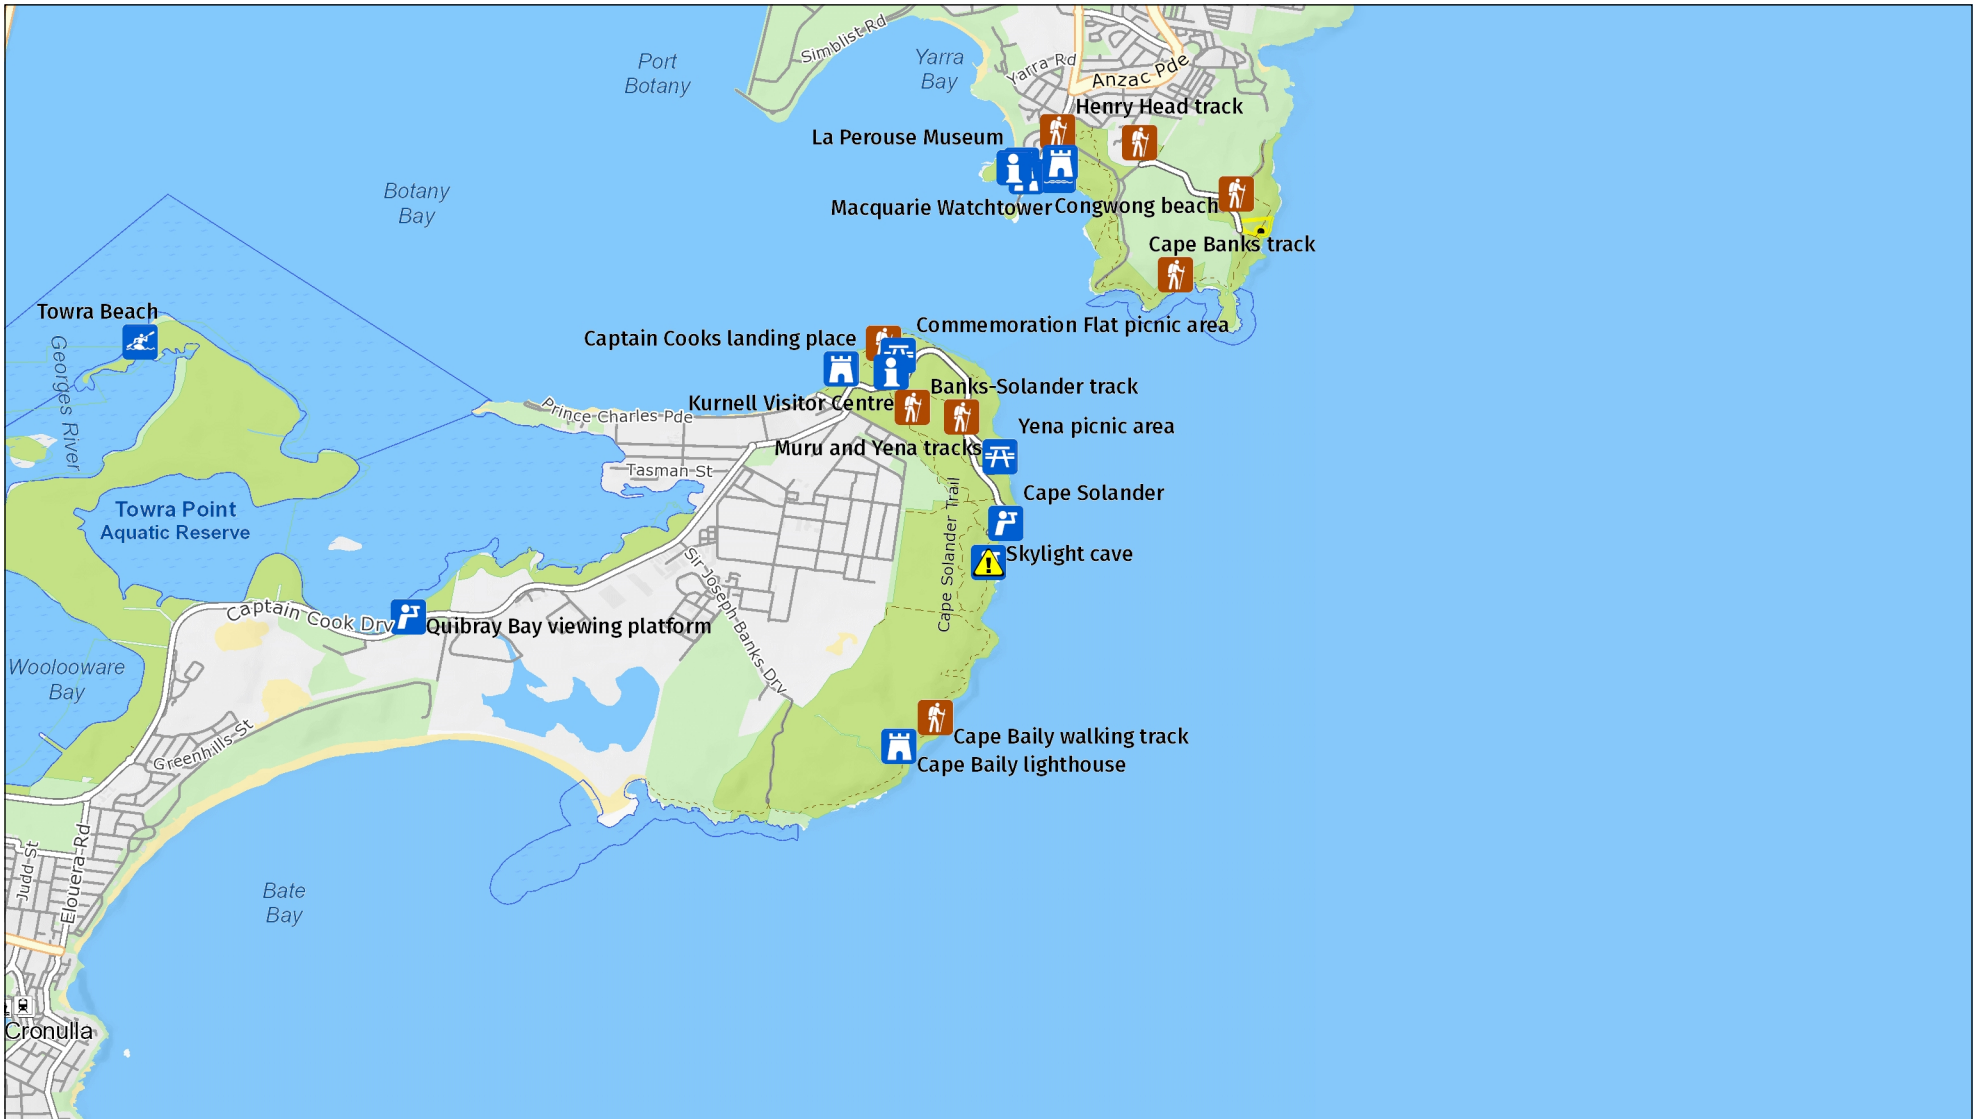 Simblist Rd
Port
Botany
Yarra
Bay
Yarra Rd
Anzac Pde
Henry Head track
La Perouse Museum
Botany
Bay
Macquarie Watchtower
Congwong beach
Cape Banks track
Towra Beach
Georges River
Captain Cooks landing place
Commemoration Flat picnic area
Banks-Solander track
Kurnell Visitor Centre
Prince Charles Pde
Yena picnic area
Muru and Yena tracks
Tasman St
Cape Solander
Towra Point
Aquatic Reserve
Cape Solander Trail
Skylight cave
Sir Joseph Banks Drv
Captain Cook Drv
Quibray Bay viewing platform
Woolooware
Bay
Greenhills St
Cape Baily walking track
Cape Baily lighthouse
Judd St
Elouera Rd
Bate
Bay
Cronulla